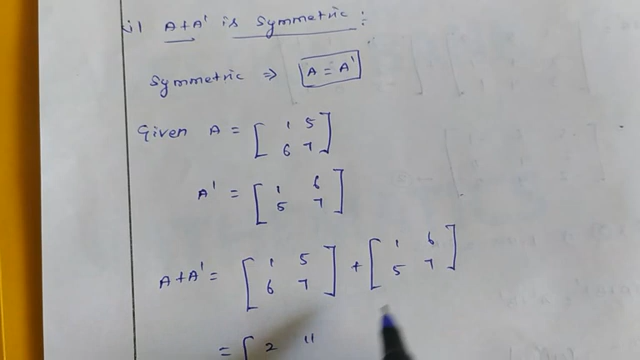 i) A+A' is symmetric:
Symmetric ⇒ A = A'
Given A = [1 5
6 7]
A' = [1 6
5 7]
A+A' = [1 5
6 7] + [1 6
5 7]
= [2 11